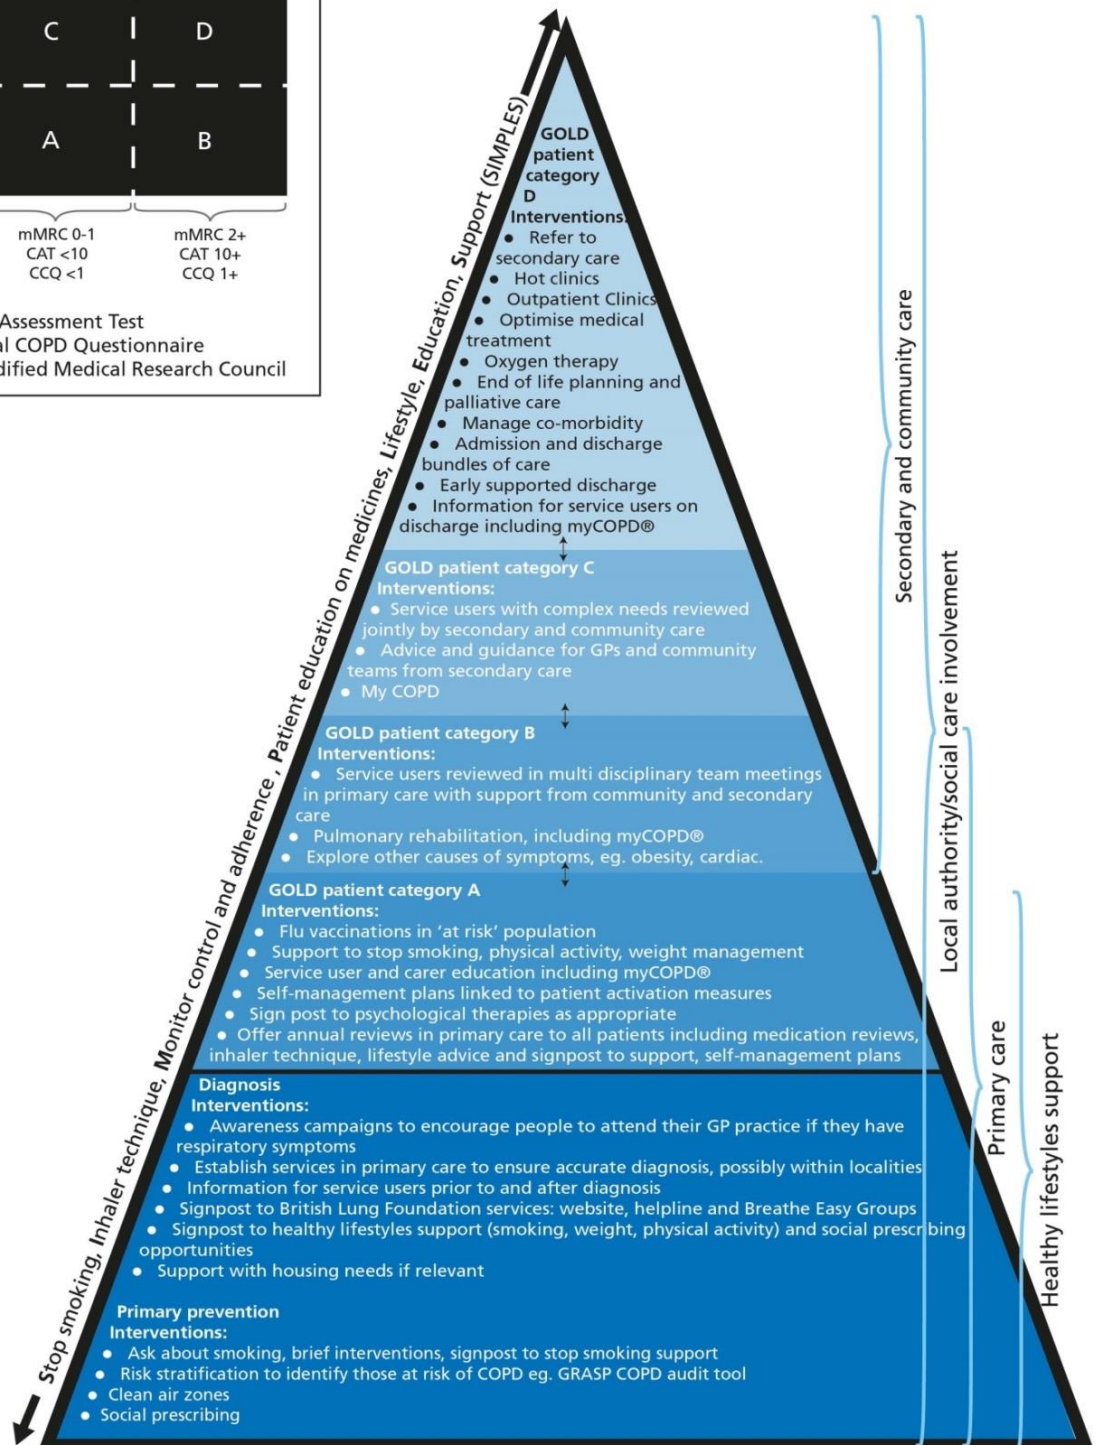 C D
A B
mMRC 0-1
CAT <10
CCQ <1
mMRC 2+
CAT 10+
CCQ 1+
Assessment Test
COPD Questionnaire
Medical Research Council
Stop smoking, Inhaler technique, Monitor control and adherence , Patient education on medicines, Lifestyle, Education, Support (SIMPLES)
GOLD
patient
category
D
Interventions:
● Refer to
secondary care
● Hot clinics
● Outpatient Clinics
● Optimise medical
treatment
● Oxygen therapy
● End of life planning and
palliative care
● Manage co-morbidity
● Admission and discharge
bundles of care
● Early supported discharge
● Information for service users on
discharge including myCOPD®
GOLD patient category C
Interventions:
● Service users with complex needs reviewed
jointly by secondary and community care
● Advice and guidance for GPs and community
teams from secondary care
● My COPD
GOLD patient category B
Interventions:
● Service users reviewed in multi disciplinary team meetings
in primary care with support from community and secondary
care
● Pulmonary rehabilitation, including myCOPD®
● Explore other causes of symptoms, eg. obesity, cardiac.
GOLD patient category A
Interventions:
● Flu vaccinations in ‘at risk’ population
● Support to stop smoking, physical activity, weight management
● Service user and carer education including myCOPD®
● Self-management plans linked to patient activation measures
● Sign post to psychological therapies as appropriate
● Offer annual reviews in primary care to all patients including medication reviews,
inhaler technique, lifestyle advice and signpost to support, self-management plans
Diagnosis
Interventions:
● Awareness campaigns to encourage people to attend their GP practice if they have
respiratory symptoms
● Establish services in primary care to ensure accurate diagnosis, possibly within localities
● Information for service users prior to and after diagnosis
● Signpost to British Lung Foundation services: website, helpline and Breathe Easy Groups
● Signpost to healthy lifestyles support (smoking, weight, physical activity) and social prescribing
opportunities
● Support with housing needs if relevant
Primary prevention
Interventions:
● Ask about smoking, brief interventions, signpost to stop smoking support
● Risk stratification to identify those at risk of COPD eg. GRASP COPD audit tool
● Clean air zones
● Social prescribing
Secondary and community care
Local authority/social care involvement
Primary care
Healthy lifestyles support